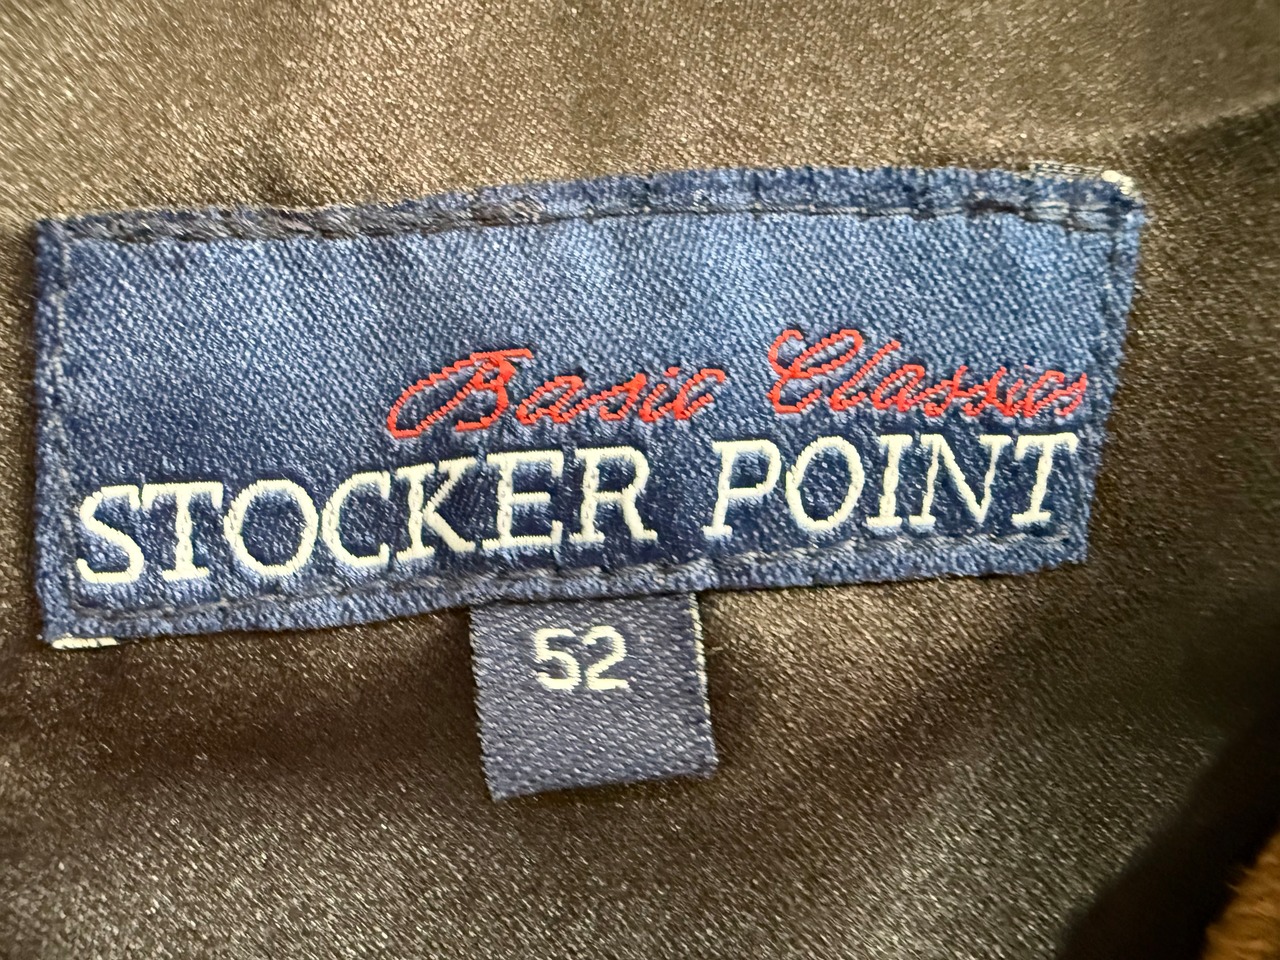 Basic Classics
STOCKER POINT
52